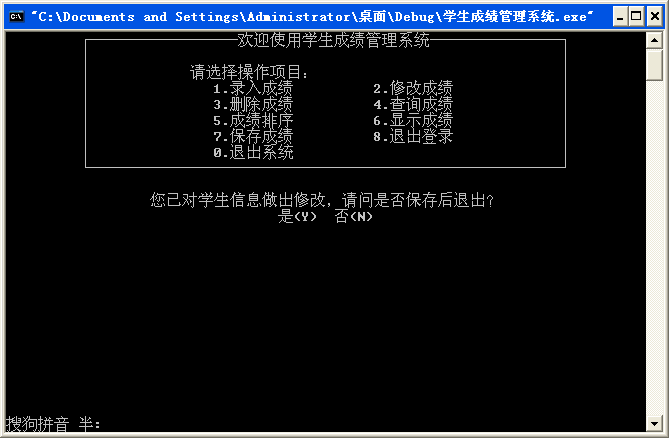 "C:\Documents and Settings\Administrator\桌面\Debug\学生成绩管理系统.exe"
欢迎使用学生成绩管理系统
请选择操作项目:
1.录入成绩 2.修改成绩
3.删除成绩 4.查询成绩
5.成绩排序 6.显示成绩
7.保存成绩 8.退出登录
0.退出系统
您已对学生信息做出修改，请问是否保存后退出?
是(Y) 否(N)
搜狗拼音 半: